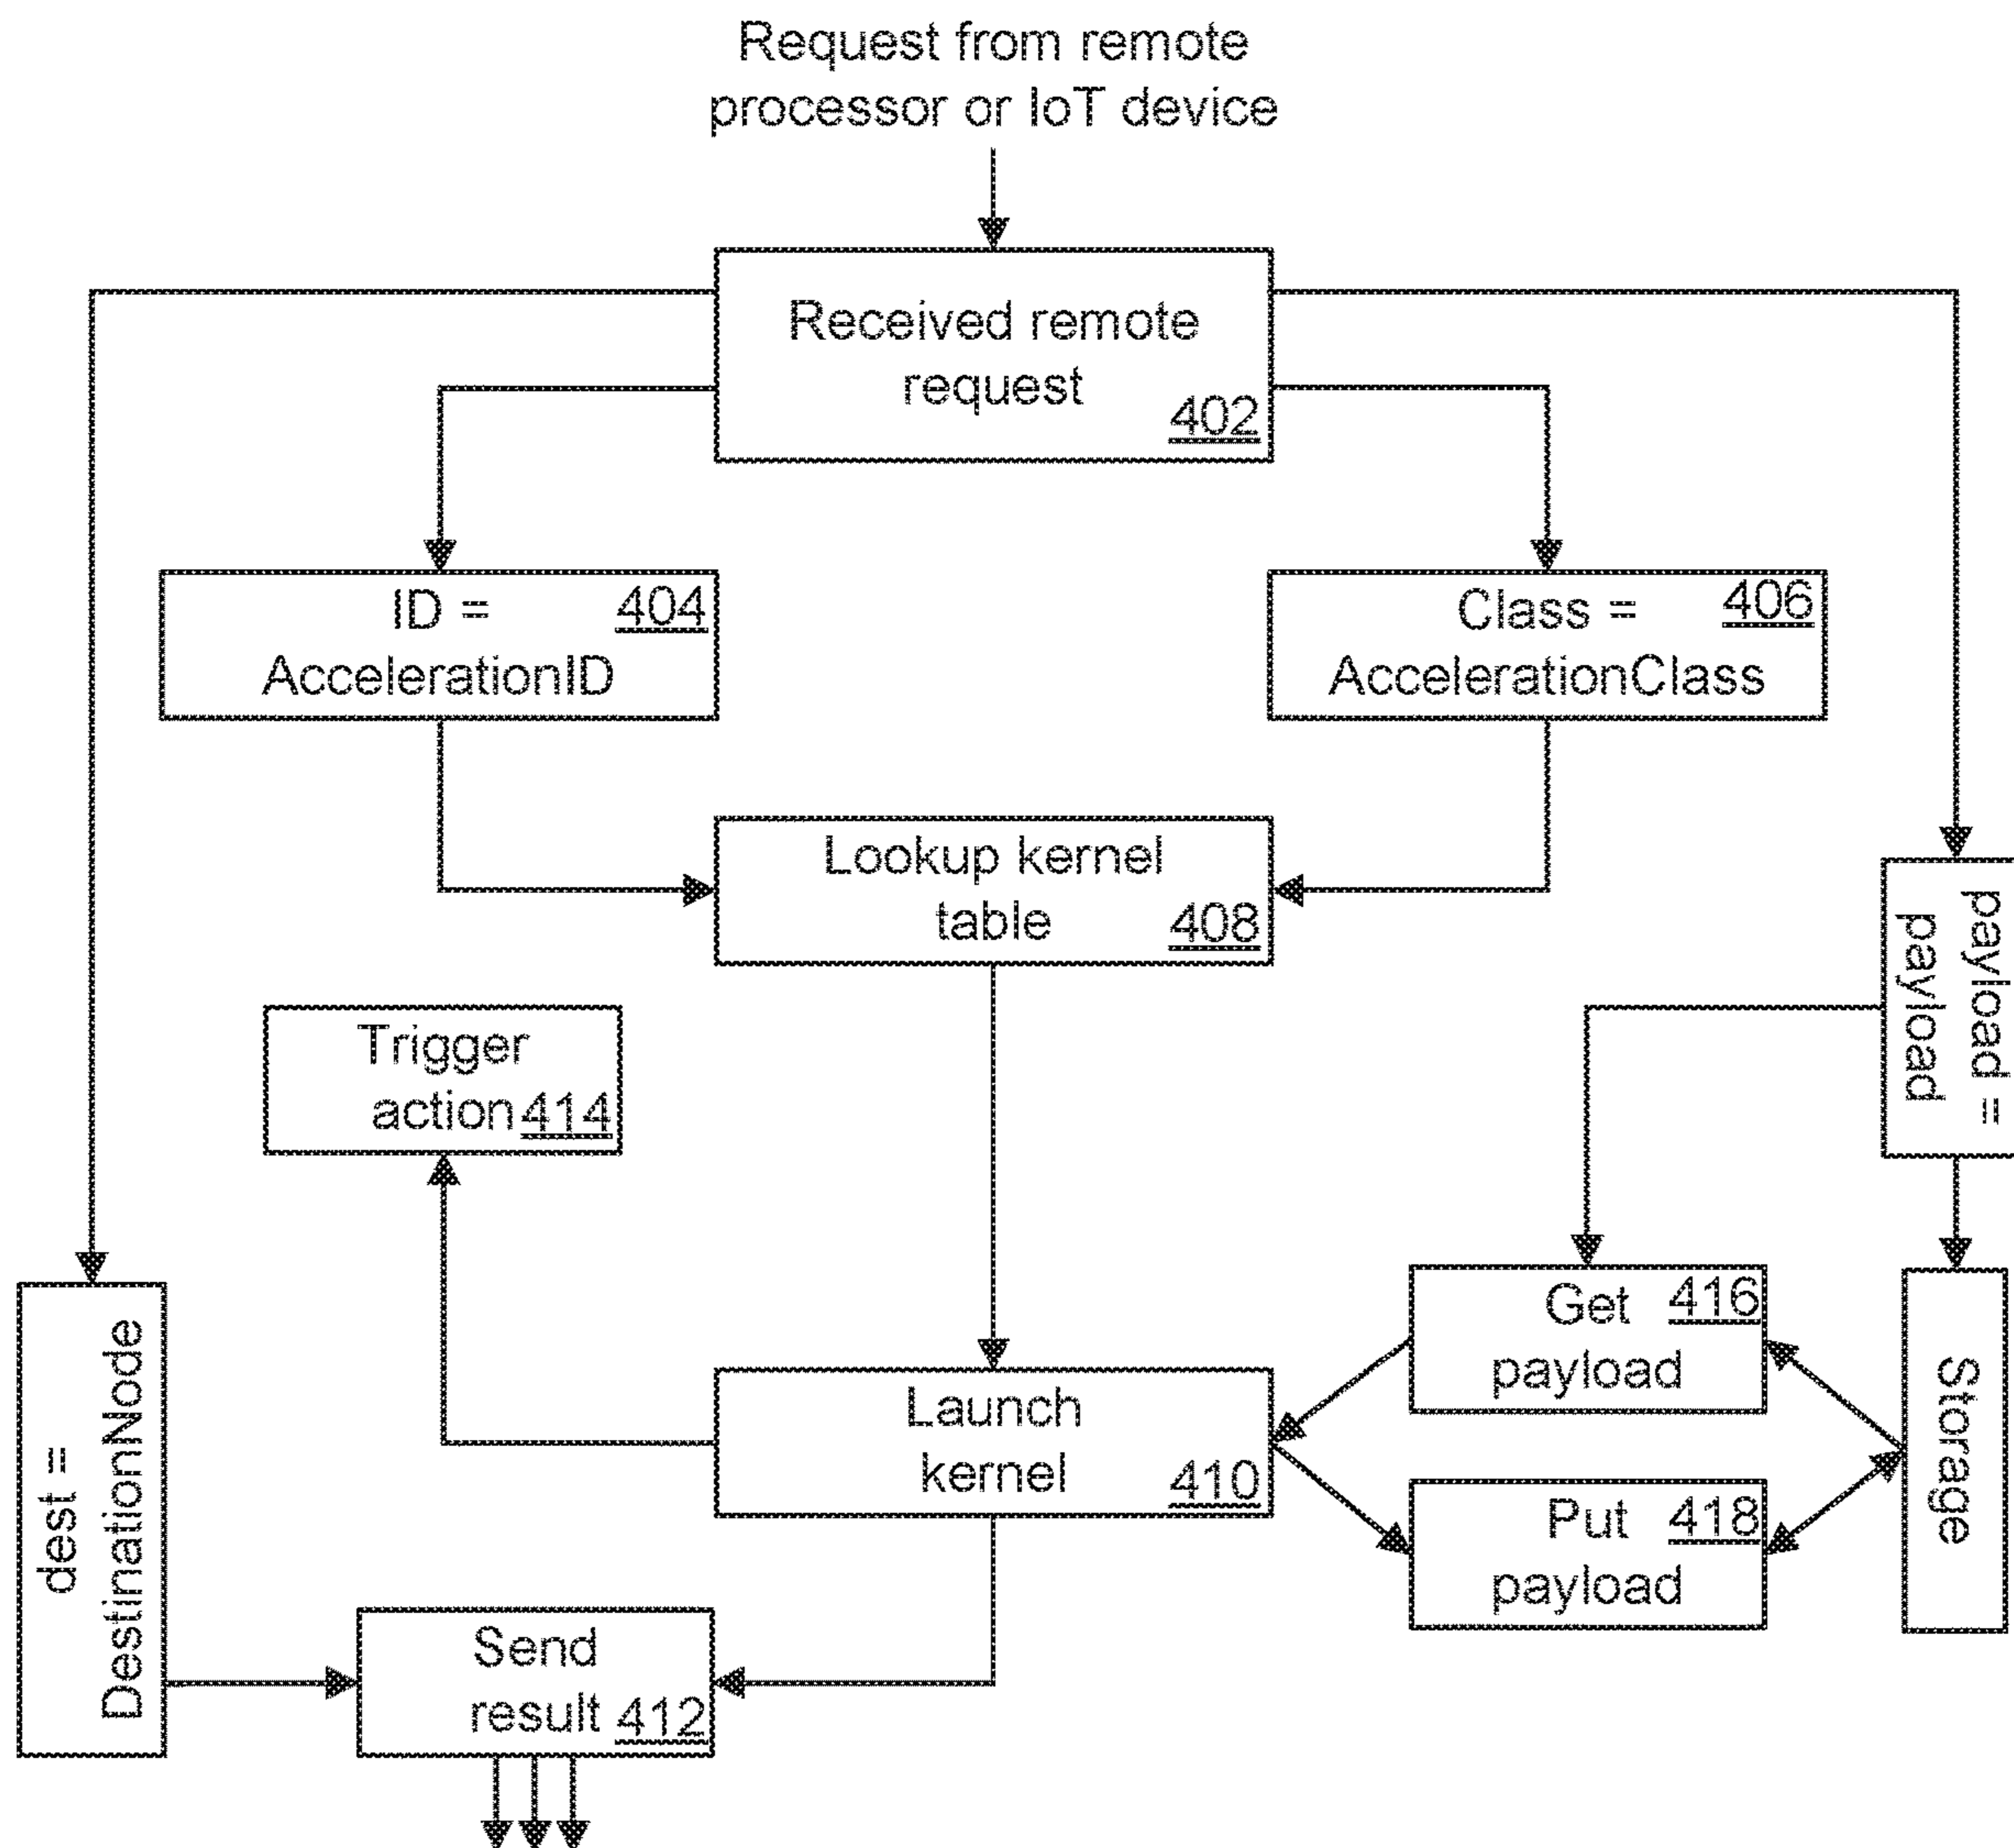 Request from remote
processor or IoT device
Received remote
request
402
ID =
404
AccelerationID
Class =
406
AccelerationClass
Lookup kernel
table
408
payload =
payload
Trigger
action 414
Get 416
payload
Launch
kernel
410
Put 418
payload
Storage
dest =
DestinationNode
Send
result 412